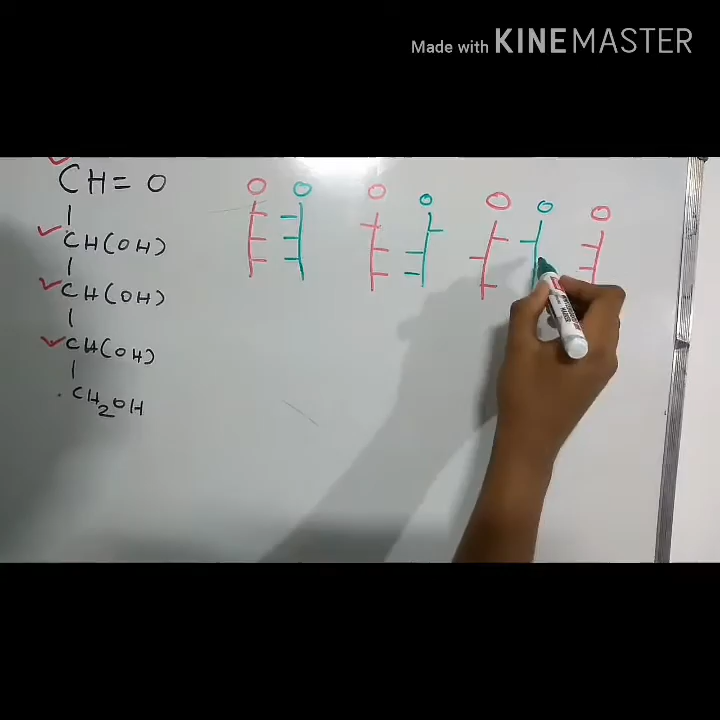 Made with KINEMASTER
CH=O
|
CH(OH)
|
CH(OH)
|
CH(OH)
|
CH2OH
O O O O O O O